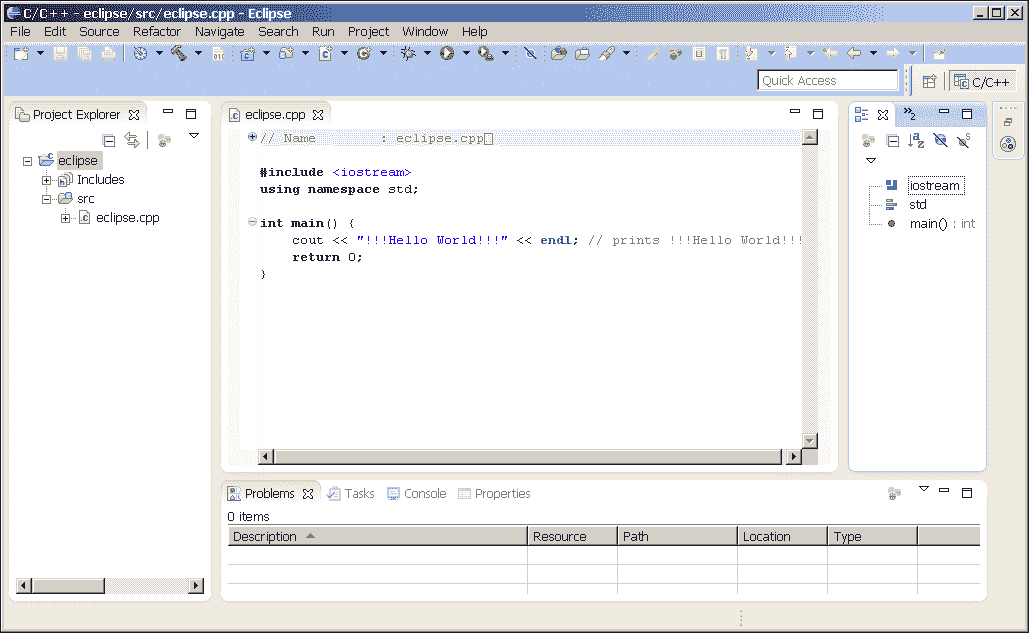 C/C++ - eclipse/src/eclipse.cpp - Eclipse
File Edit Source Refactor Navigate Search Run Project Window Help
010
Quick Access
C/C++
Project Explorer
eclipse
Includes
src
eclipse.cpp
eclipse.cpp
// Name        : eclipse.cpp
#include <iostream>
using namespace std;
int main() {
    cout << "!!!Hello World!!!" << endl; // prints !!!Hello World!!!
    return 0;
}
»2
iostream
std
main() : int
Problems Tasks Console Properties
0 items
Description Resource Path Location Type